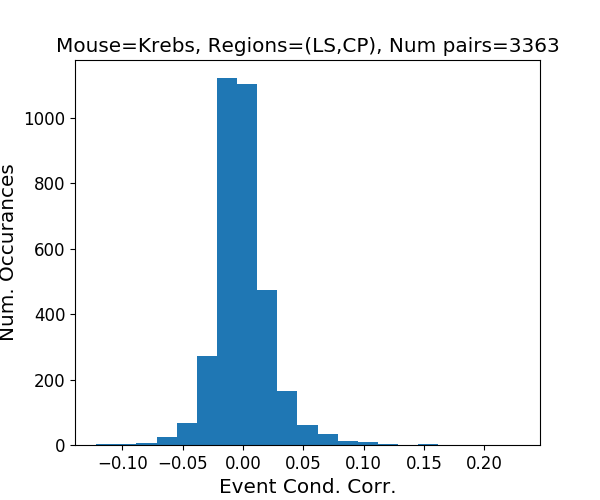 Mouse=Krebs, Regions=(LS,CP), Num pairs=3363
Num. Occurances
1000
800
600
400
200
0
−0.10 −0.05 0.00 0.05 0.10 0.15 0.20
Event Cond. Corr.